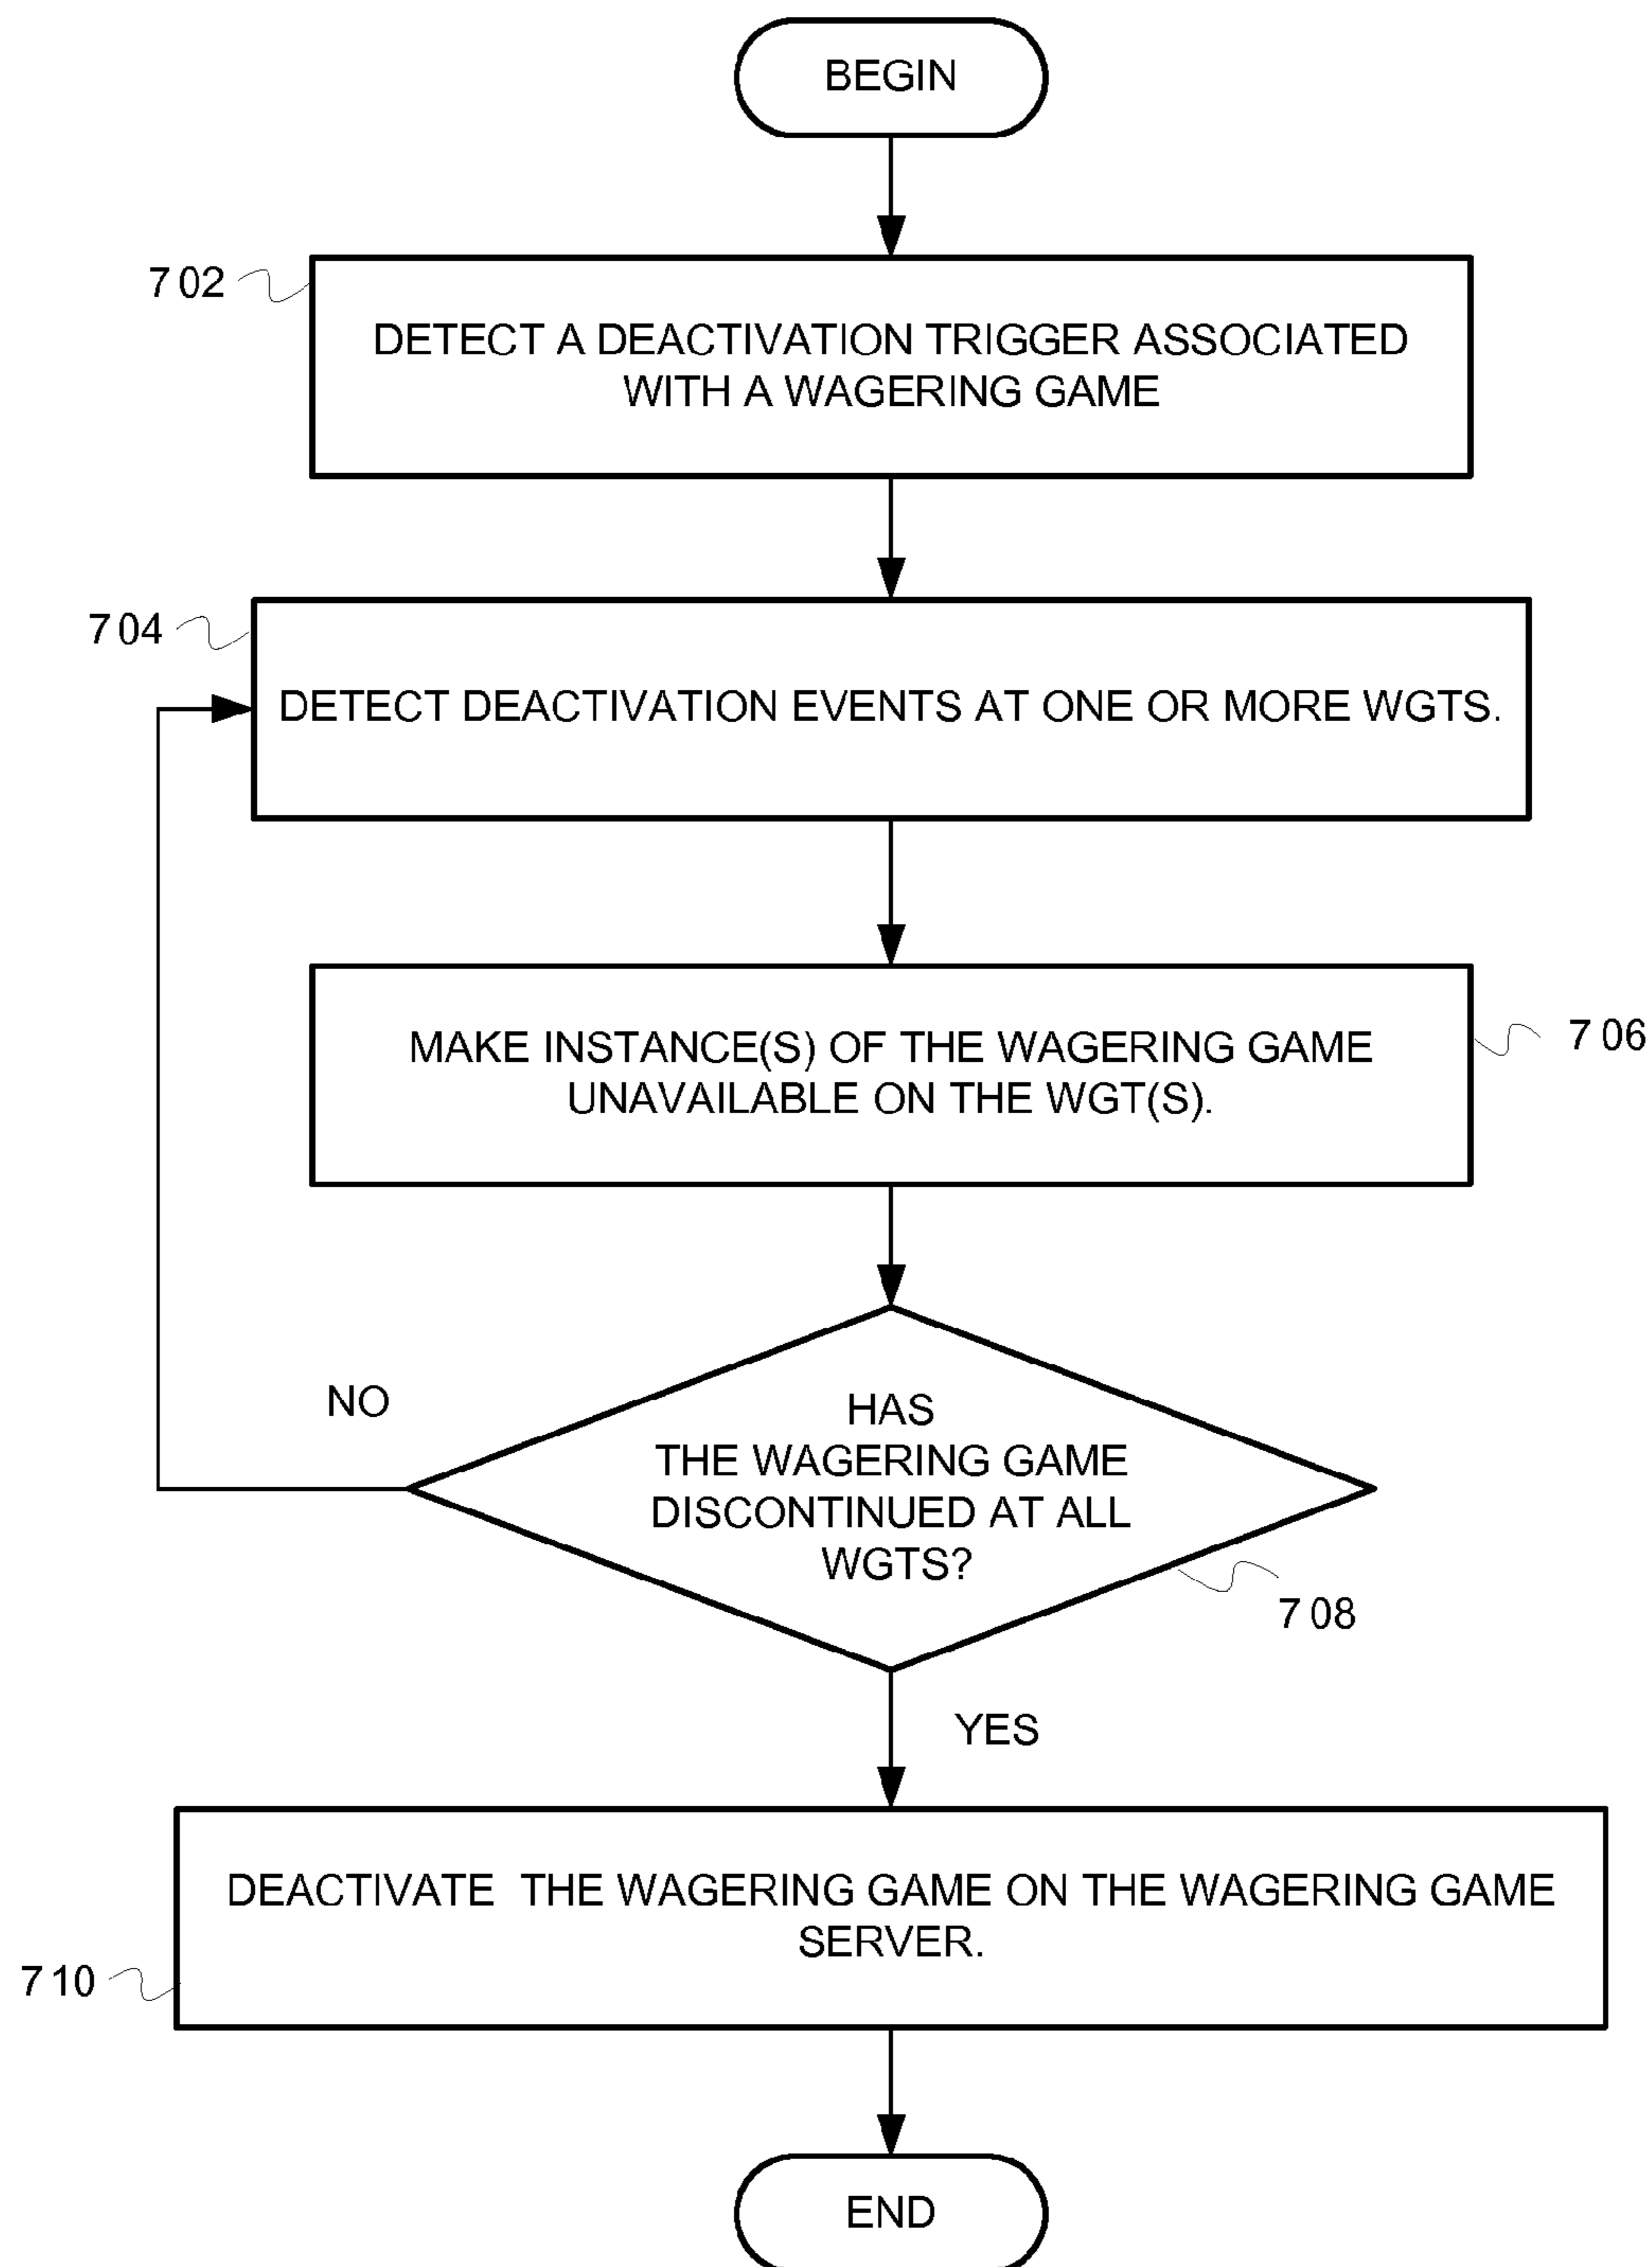 BEGIN
702
DETECT A DEACTIVATION TRIGGER ASSOCIATED
WITH A WAGERING GAME
704
DETECT DEACTIVATION EVENTS AT ONE OR MORE WGTS.
MAKE INSTANCE(S) OF THE WAGERING GAME
UNAVAILABLE ON THE WGT(S).
706
NO
HAS
THE WAGERING GAME
DISCONTINUED AT ALL
WGTS?
708
YES
DEACTIVATE THE WAGERING GAME ON THE WAGERING GAME
SERVER.
710
END